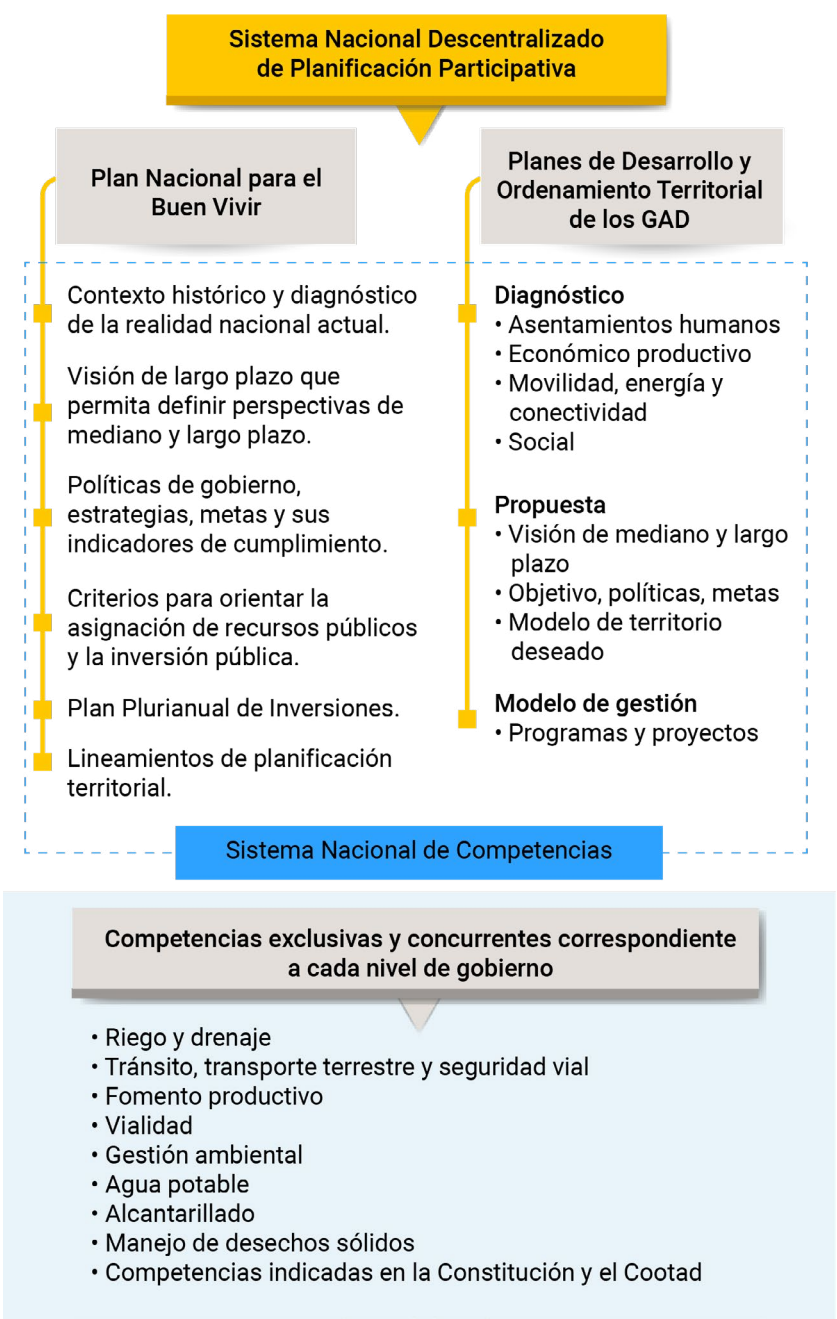 Sistema Nacional Descentralizado
de Planificación Participativa
Plan Nacional para el
Buen Vivir
Contexto histórico y diagnóstico
de la realidad nacional actual.
Visión de largo plazo que
permita definir perspectivas de
mediano y largo plazo.
Políticas de gobierno,
estrategias, metas y sus
indicadores de cumplimiento.
Criterios para orientar la
asignación de recursos públicos
y la inversión pública.
Plan Plurianual de Inversiones.
Lineamientos de planificación
territorial.
Planes de Desarrollo y
Ordenamiento Territorial
de los GAD
Diagnóstico
• Asentamientos humanos
• Económico productivo
• Movilidad, energía y
conectividad
• Social
Propuesta
• Visión de mediano y largo
plazo
• Objetivo, políticas, metas
• Modelo de territorio
deseado
Modelo de gestión
• Programas y proyectos
Sistema Nacional de Competencias
Competencias exclusivas y concurrentes correspondiente
a cada nivel de gobierno
• Riego y drenaje
• Tránsito, transporte terrestre y seguridad vial
• Fomento productivo
• Vialidad
• Gestión ambiental
• Agua potable
• Alcantarillado
• Manejo de desechos sólidos
• Competencias indicadas en la Constitución y el Cootad